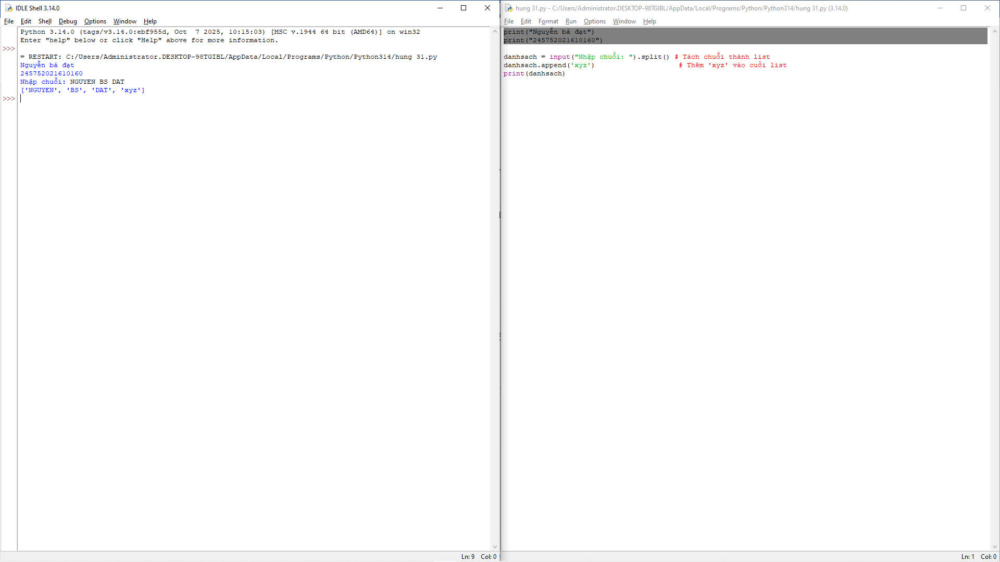 IDLE Shell 3.14.0
File Edit Shell Debug Options Window Help
Python 3.14.0 (tags/v3.14.0:ebf955d, Oct  7 2025, 10:15:03) [MSC v.1944 64 bit (AMD64)] on win32
Enter "help" below or click "Help" above for more information.
>>>
= RESTART: C:/Users/Administrator.DESKTOP-98TGIBL/AppData/Local/Programs/Python/Python314/hung 31.py
Nguyễn bá đạt
245752021610160
Nhập chuỗi: NGUYEN BS DAT
['NGUYEN', 'BS', 'DAT', 'xyz']
>>>
Ln: 9 Col: 0
hung 31.py - C:/Users/Administrator.DESKTOP-98TGIBL/AppData/Local/Programs/Python/Python314/hung 31.py (3.14.0)
File Edit Format Run Options Window Help
print("Nguyễn bá đạt")
print("245752021610160")
danhsach = input("Nhập chuỗi: ").split() # Tách chuỗi thành list
danhsach.append('xyz') # Thêm 'xyz' vào cuối list
print(danhsach)
Ln: 1 Col: 0